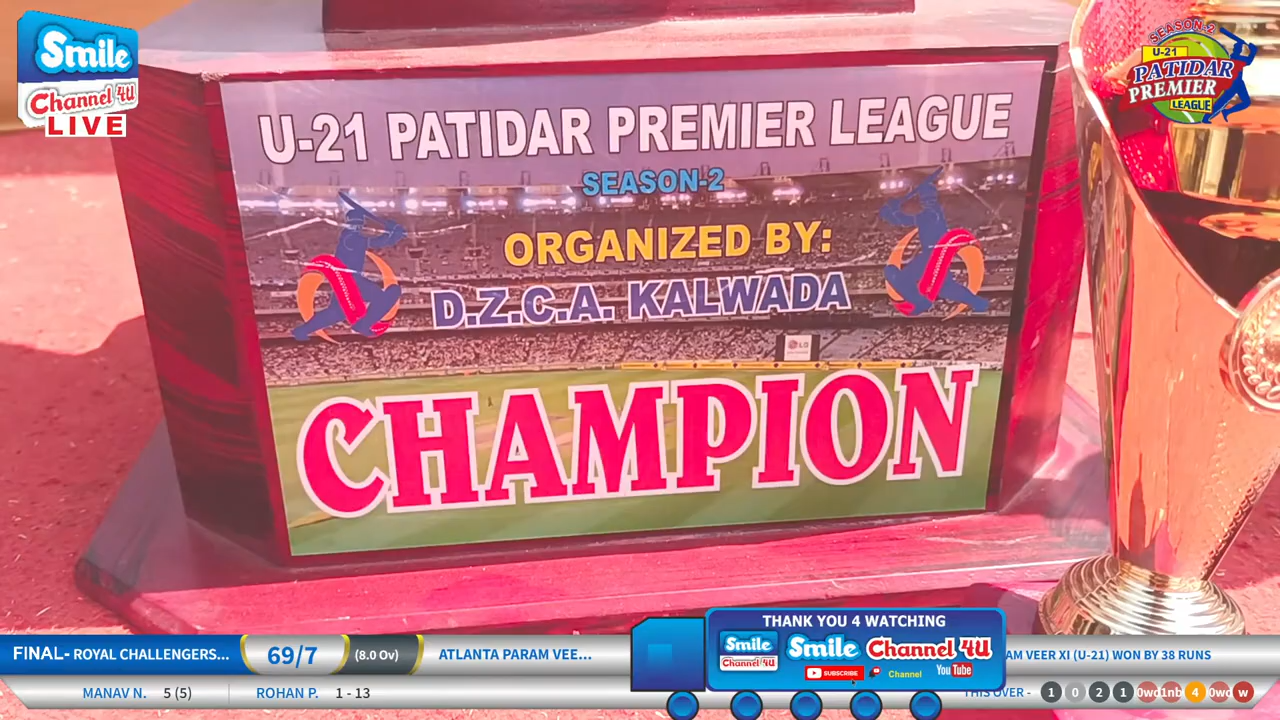 Smile
Channel 4U
LIVE
SEASON-2
U-21
PATIDAR
PREMIER
LEAGUE
U-21 PATIDAR PREMIER LEAGUE
SEASON-2
ORGANIZED BY:
D.Z.C.A. KALWADA
LG
CHAMPION
THANK YOU 4 WATCHING
Smile
Channel 4U
Smile Channel 4U
SUBSCRIBE Channel You Tube
FINAL- ROYAL CHALLENGERS... 69/7 (8.0 Ov) ATLANTA PARAM VEE... AM VEER XI (U-21) WON BY 38 RUNS
MANAV N. 5 (5) ROHAN P. 1 - 13 THIS OVER - 1 0 2 1 0wd 1nb 4 0wd w